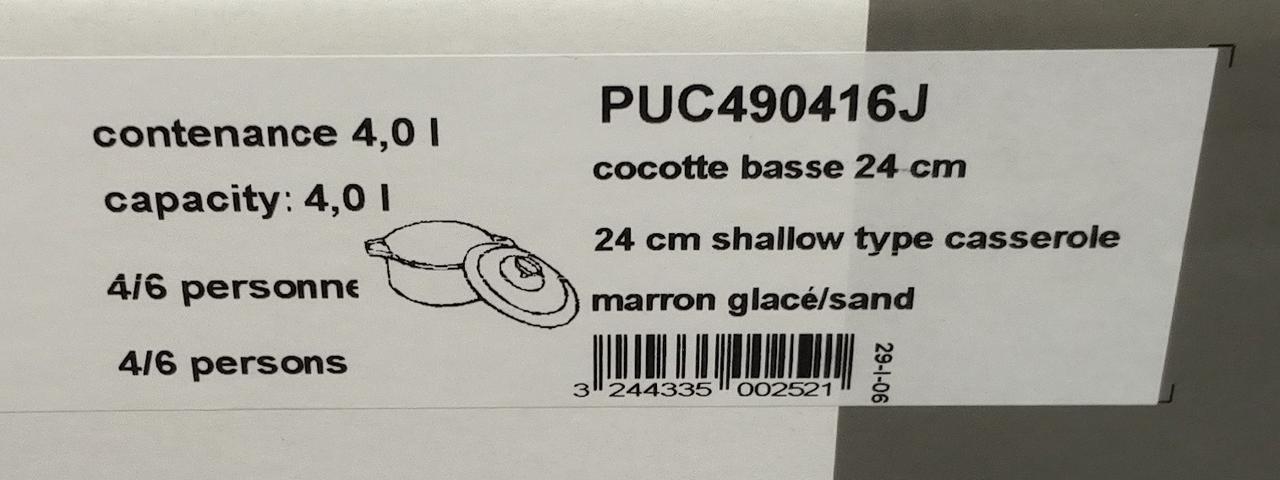 contenance 4,0 l
capacity: 4,0 l
4/6 personne
4/6 persons
PUC490416J
cocotte basse 24 cm
24 cm shallow type casserole
marron glacé/sand
3 244335 002521
29-I-06